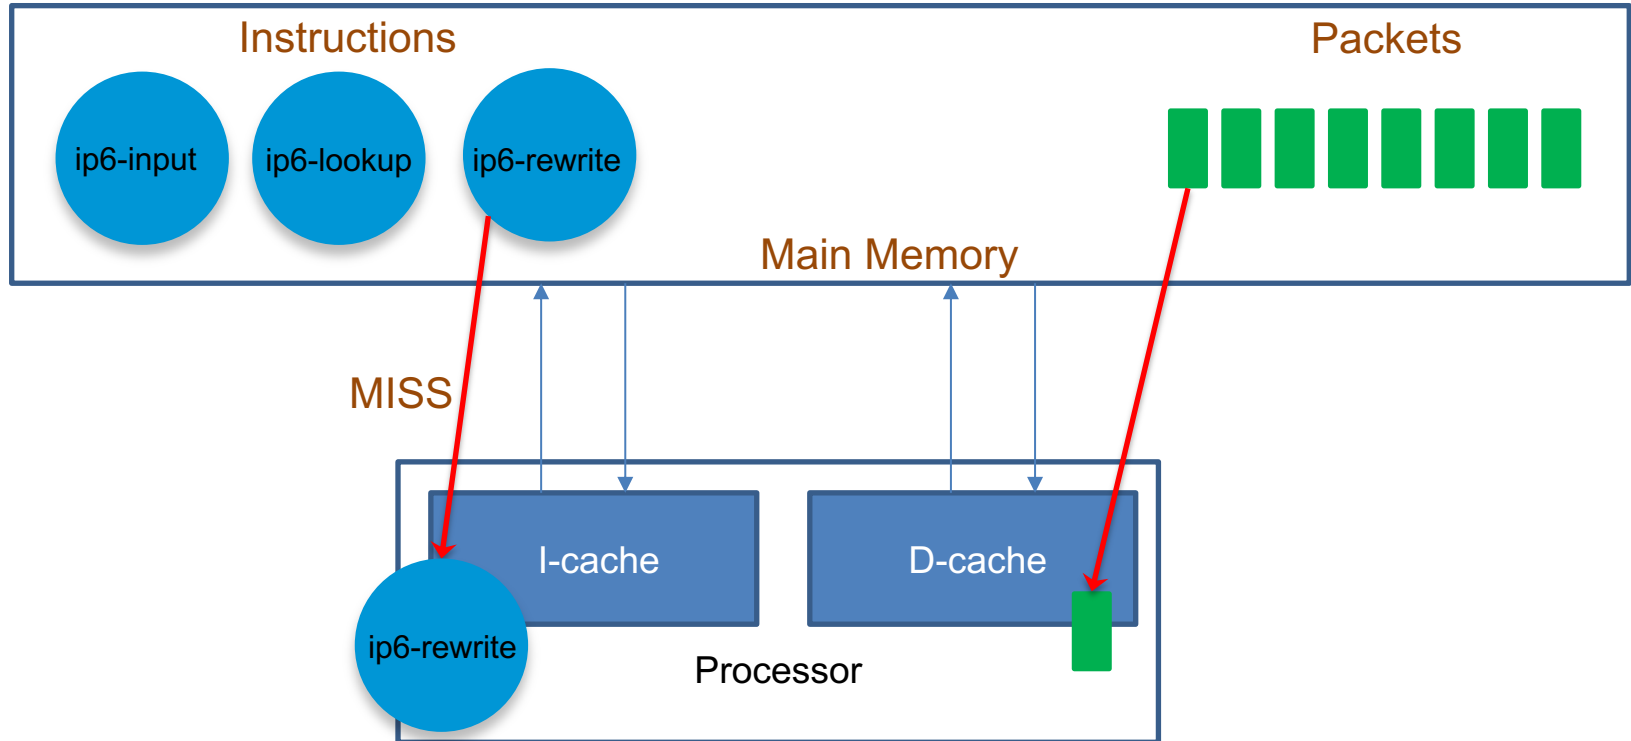 Instructions
Packets
ip6-input
ip6-lookup
ip6-rewrite
Main Memory
MISS
I-cache
D-cache
ip6-rewrite
Processor